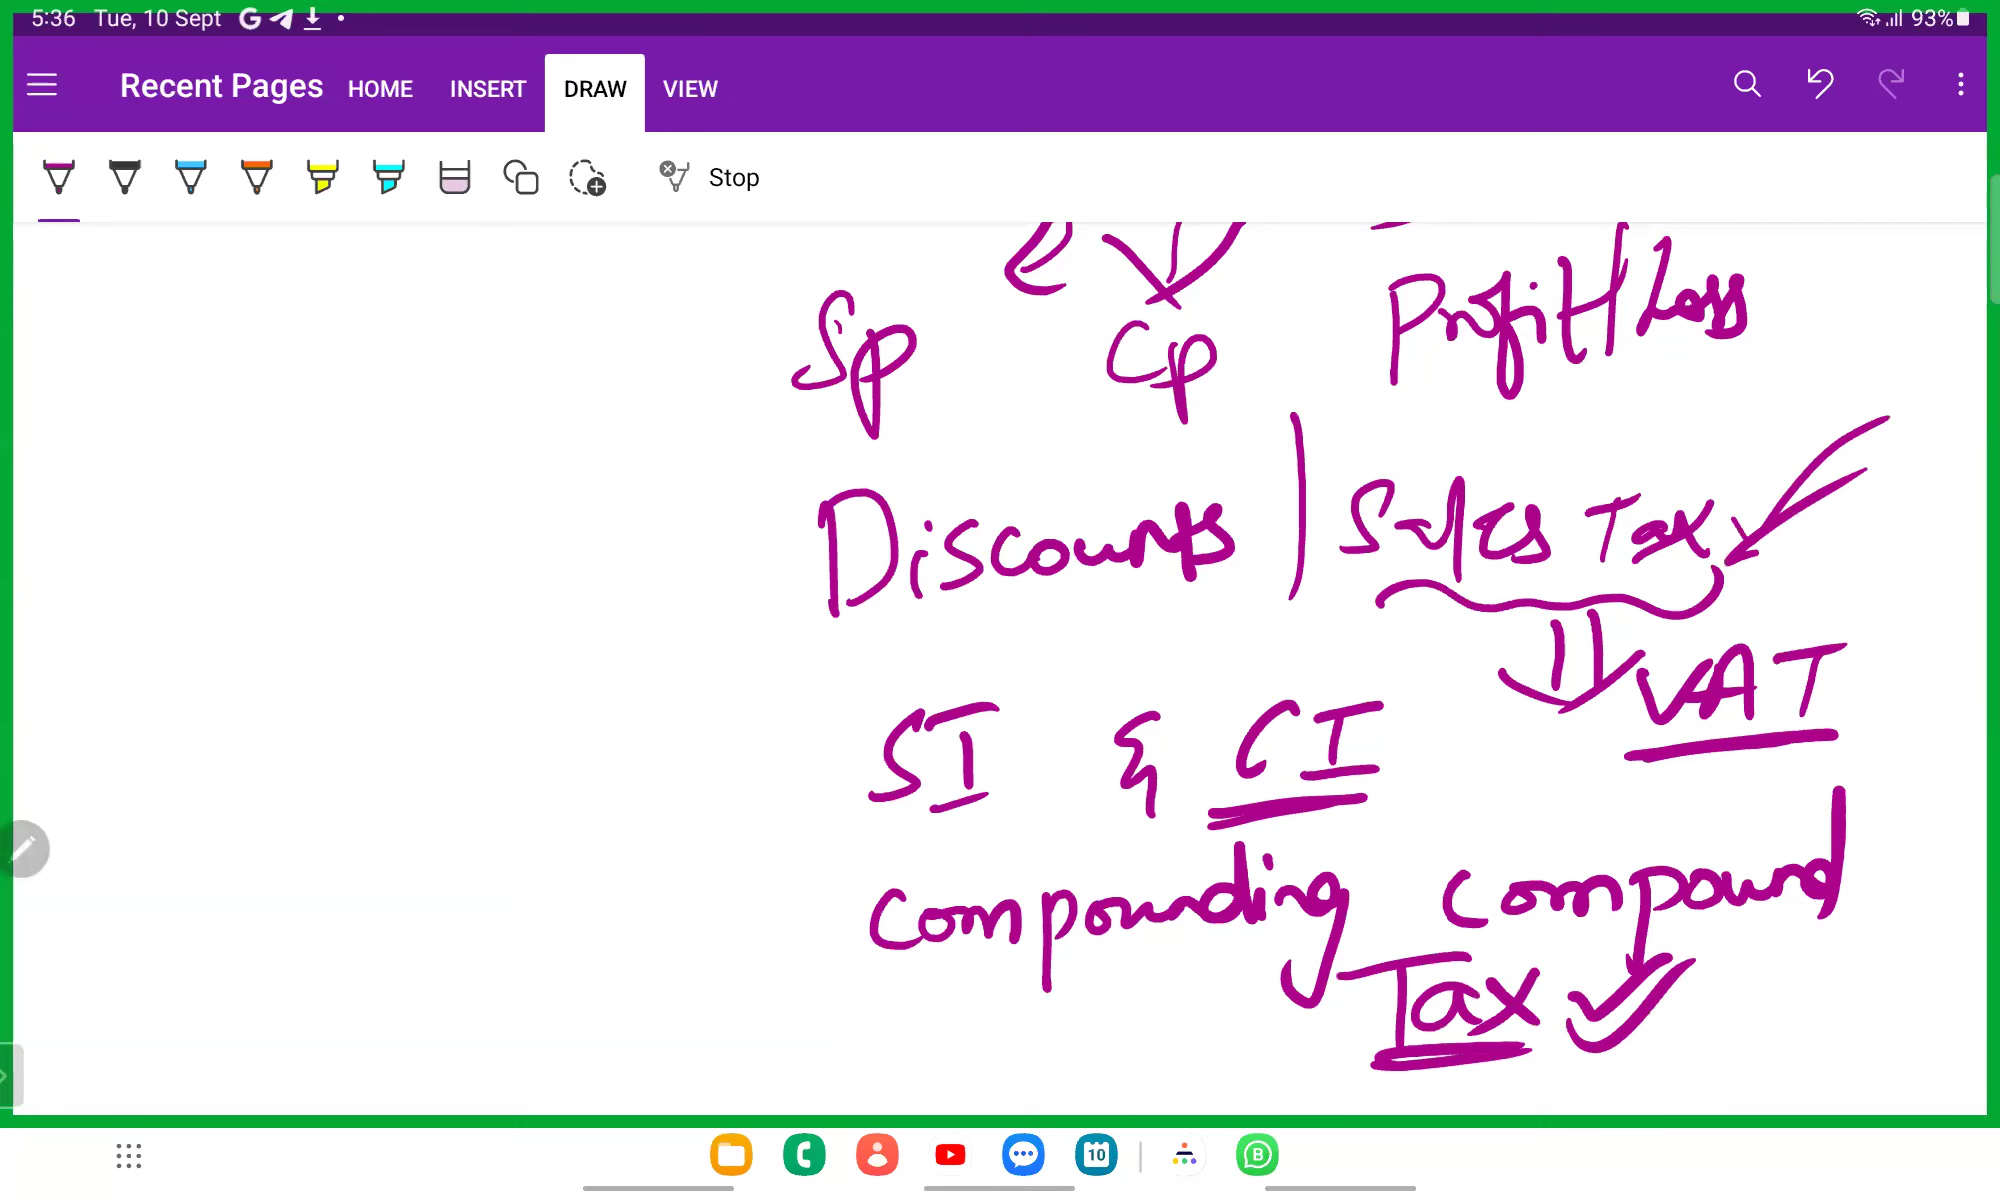 5:36 Tue, 10 Sept 93%
Recent Pages HOME INSERT DRAW VIEW
Stop
Sp Cp Profit/Loss
Discounts | Sales Tax
VAT
SI & CI
Compounding Compound
Tax
10
B